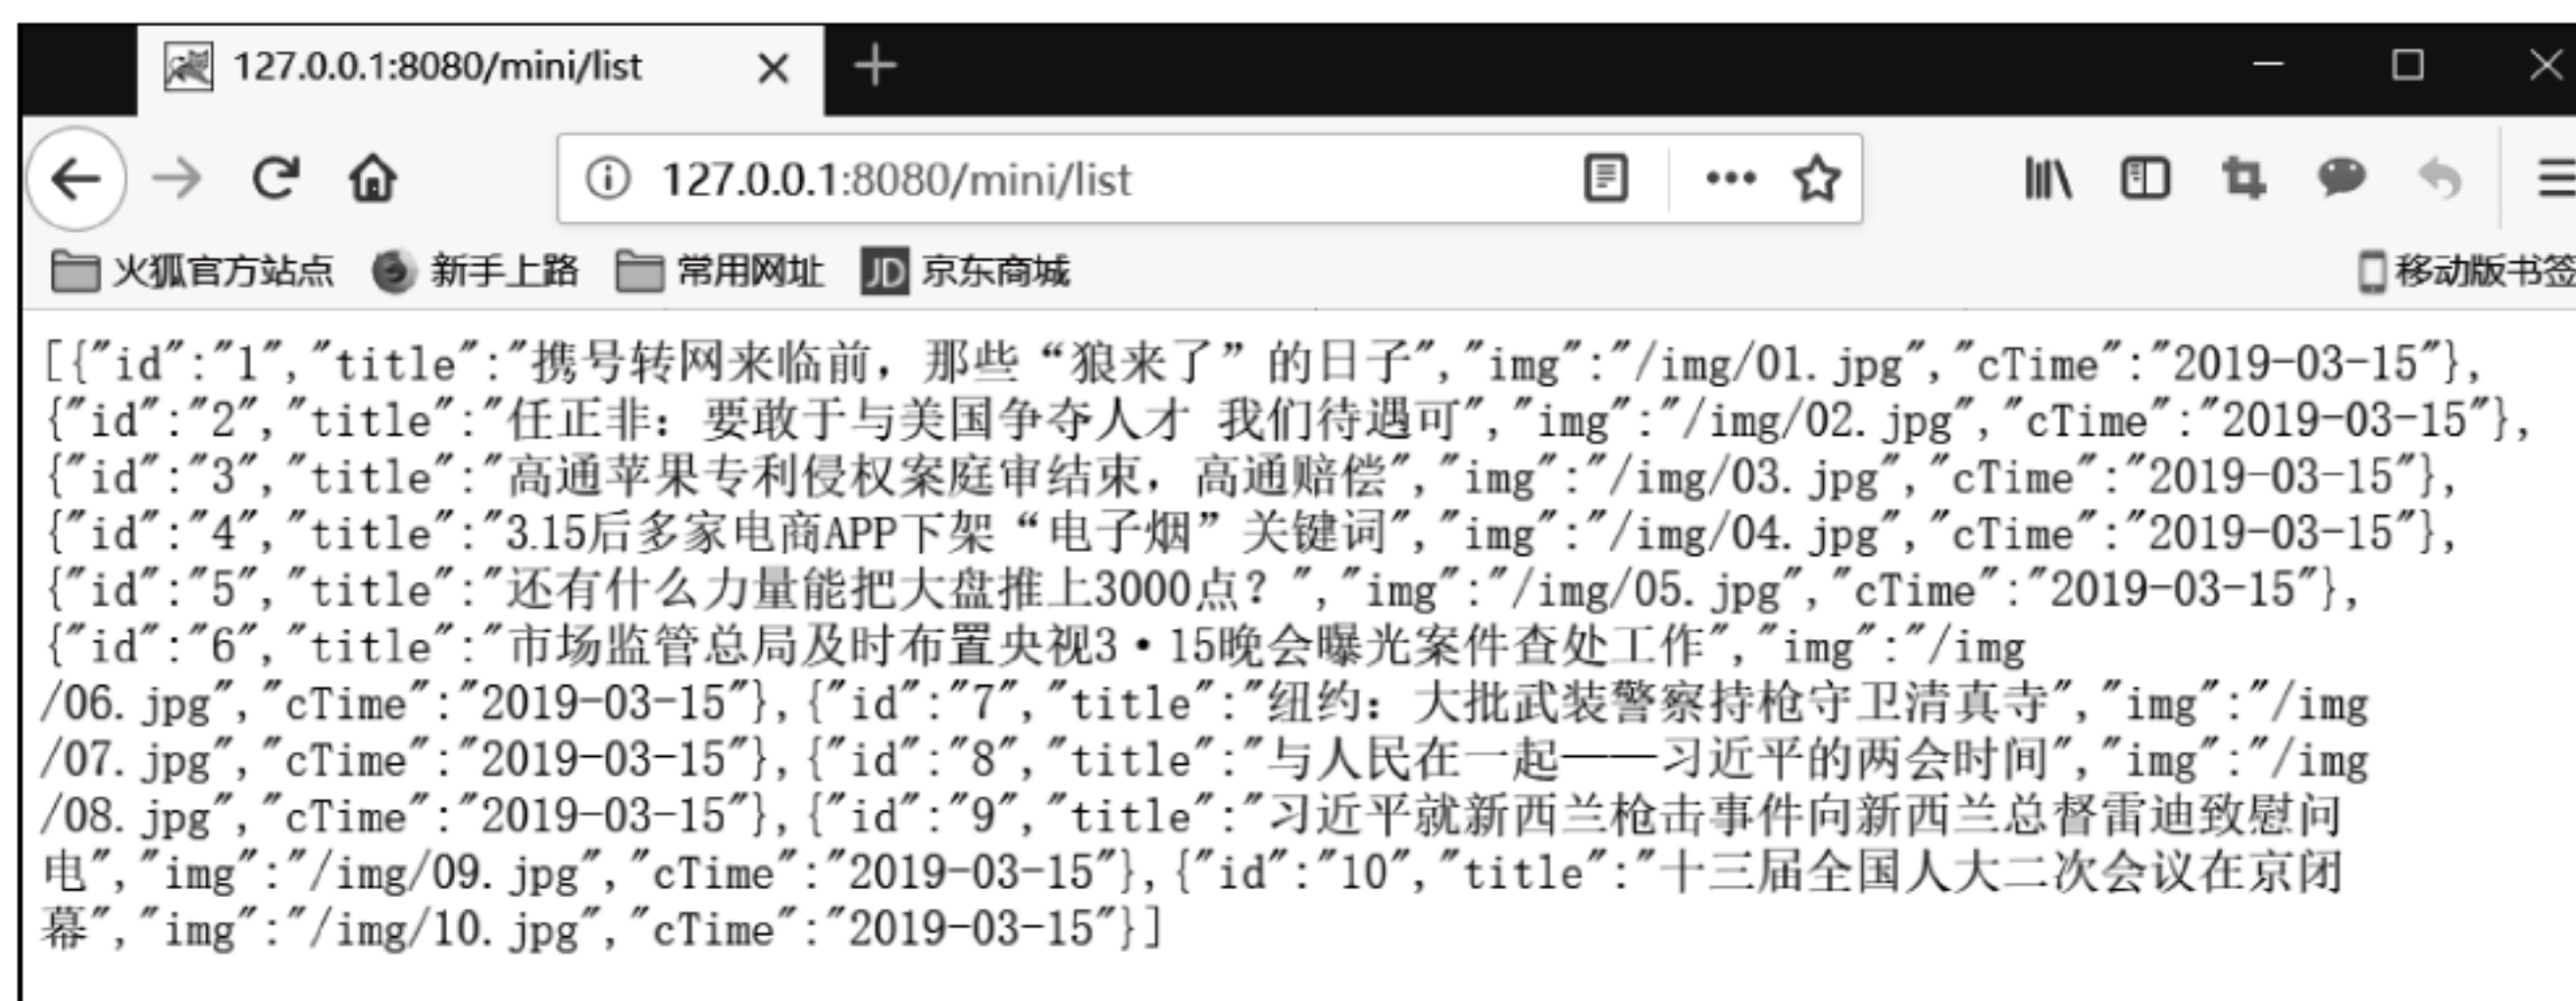 127.0.0.1:8080/mini/list
127.0.0.1:8080/mini/list
火狐官方站点 新手上路 常用网址 JD 京东商城 移动版书签
[{"id":"1","title":"携号转网来临前，那些“狼来了”的日子","img":"/img/01.jpg","cTime":"2019-03-15"},
{"id":"2","title":"任正非：要敢于与美国争夺人才 我们待遇可","img":"/img/02.jpg","cTime":"2019-03-15"},
{"id":"3","title":"高通苹果专利侵权案庭审结束，高通赔偿","img":"/img/03.jpg","cTime":"2019-03-15"},
{"id":"4","title":"3.15后多家电商APP下架“电子烟”关键词","img":"/img/04.jpg","cTime":"2019-03-15"},
{"id":"5","title":"还有什么力量能把大盘推上3000点？","img":"/img/05.jpg","cTime":"2019-03-15"},
{"id":"6","title":"市场监管总局及时布置央视3·15晚会曝光案件查处工作","img":"/img
/06.jpg","cTime":"2019-03-15"},{"id":"7","title":"纽约：大批武装警察持枪守卫清真寺","img":"/img
/07.jpg","cTime":"2019-03-15"},{"id":"8","title":"与人民在一起——习近平的两会时间","img":"/img
/08.jpg","cTime":"2019-03-15"},{"id":"9","title":"习近平就新西兰枪击事件向新西兰总督雷迪致慰问
电","img":"/img/09.jpg","cTime":"2019-03-15"},{"id":"10","title":"十三届全国人大二次会议在京闭
幕","img":"/img/10.jpg","cTime":"2019-03-15"}]